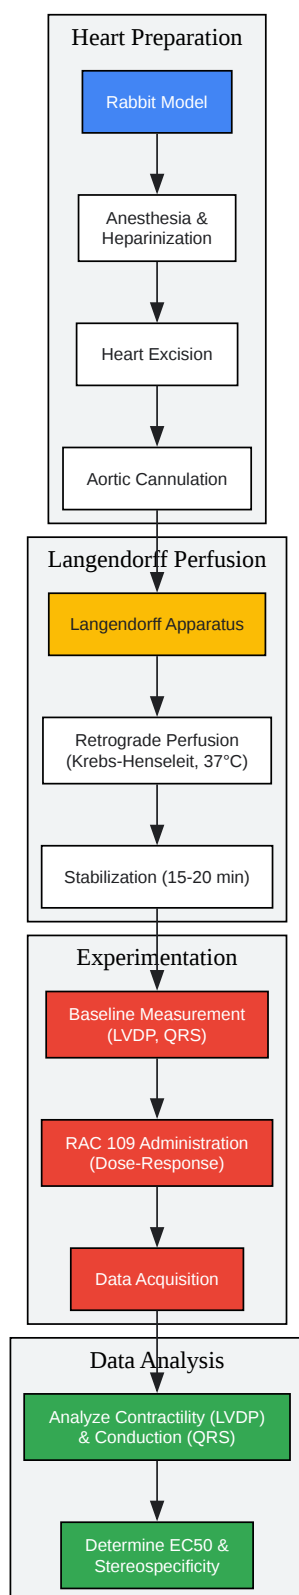 Heart Preparation
Rabbit Model
Anesthesia &
Heparinization
Heart Excision
Aortic Cannulation
Langendorff Perfusion
Langendorff Apparatus
Retrograde Perfusion
(Krebs-Henseleit, 37°C)
Stabilization (15-20 min)
Experimentation
Baseline Measurement
(LVDP, QRS)
RAC 109 Administration
(Dose-Response)
Data Acquisition
Data Analysis
Analyze Contractility (LVDP)
& Conduction (QRS)
Determine EC50 &
Stereospecificity